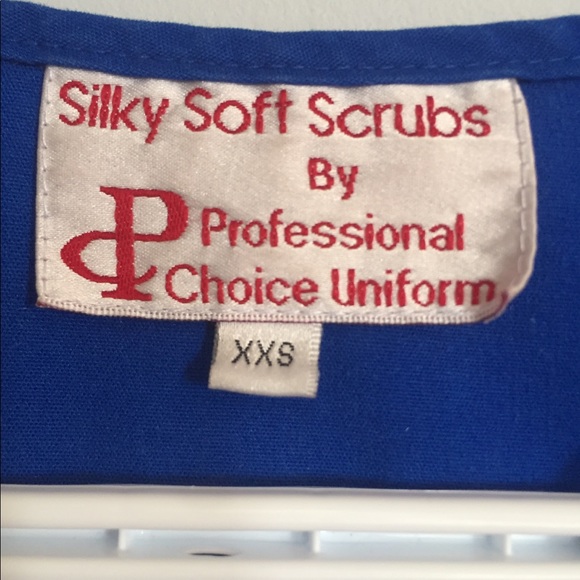 Silky Soft Scrubs
By
Professional
Choice Uniform
XXS